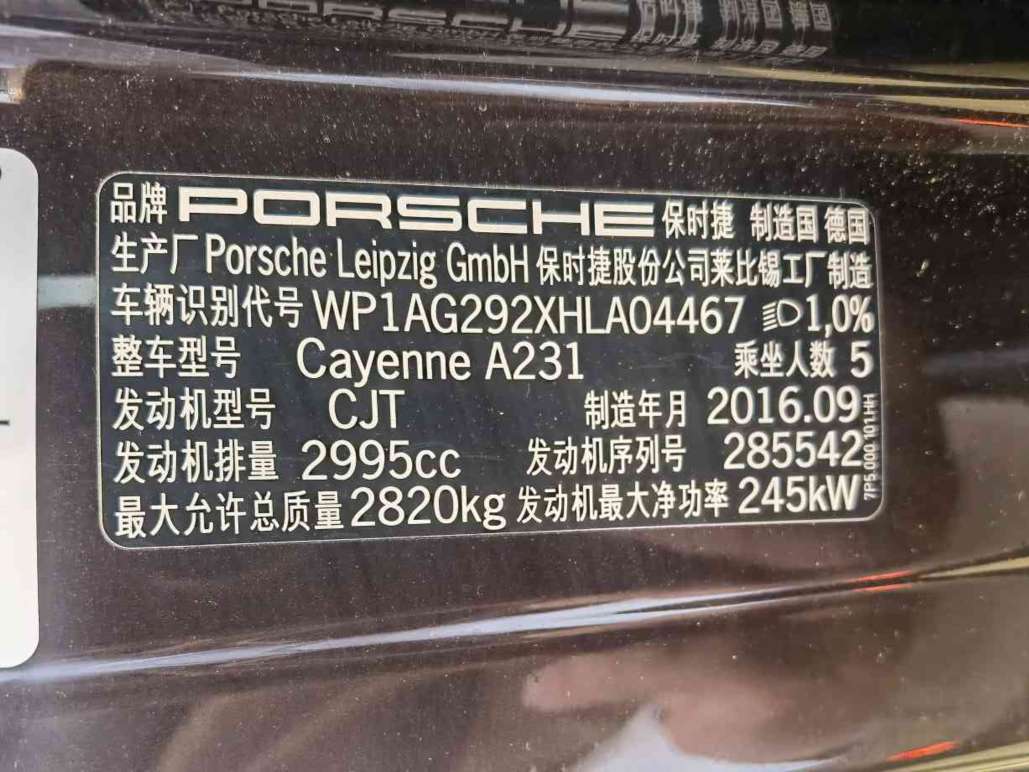 品牌 PORSCHE 保时捷 制造国 德国
生产厂 Porsche Leipzig GmbH 保时捷股份公司莱比锡工厂制造
车辆识别代号 WP1AG292XHLA04467 1,0%
整车型号 Cayenne A231 乘坐人数 5
发动机型号 CJT 制造年月 2016.09
发动机排量 2995cc 发动机序列号 285542
最大允许总质量 2820kg 发动机最大净功率 245kW
7P5.000.101.HH